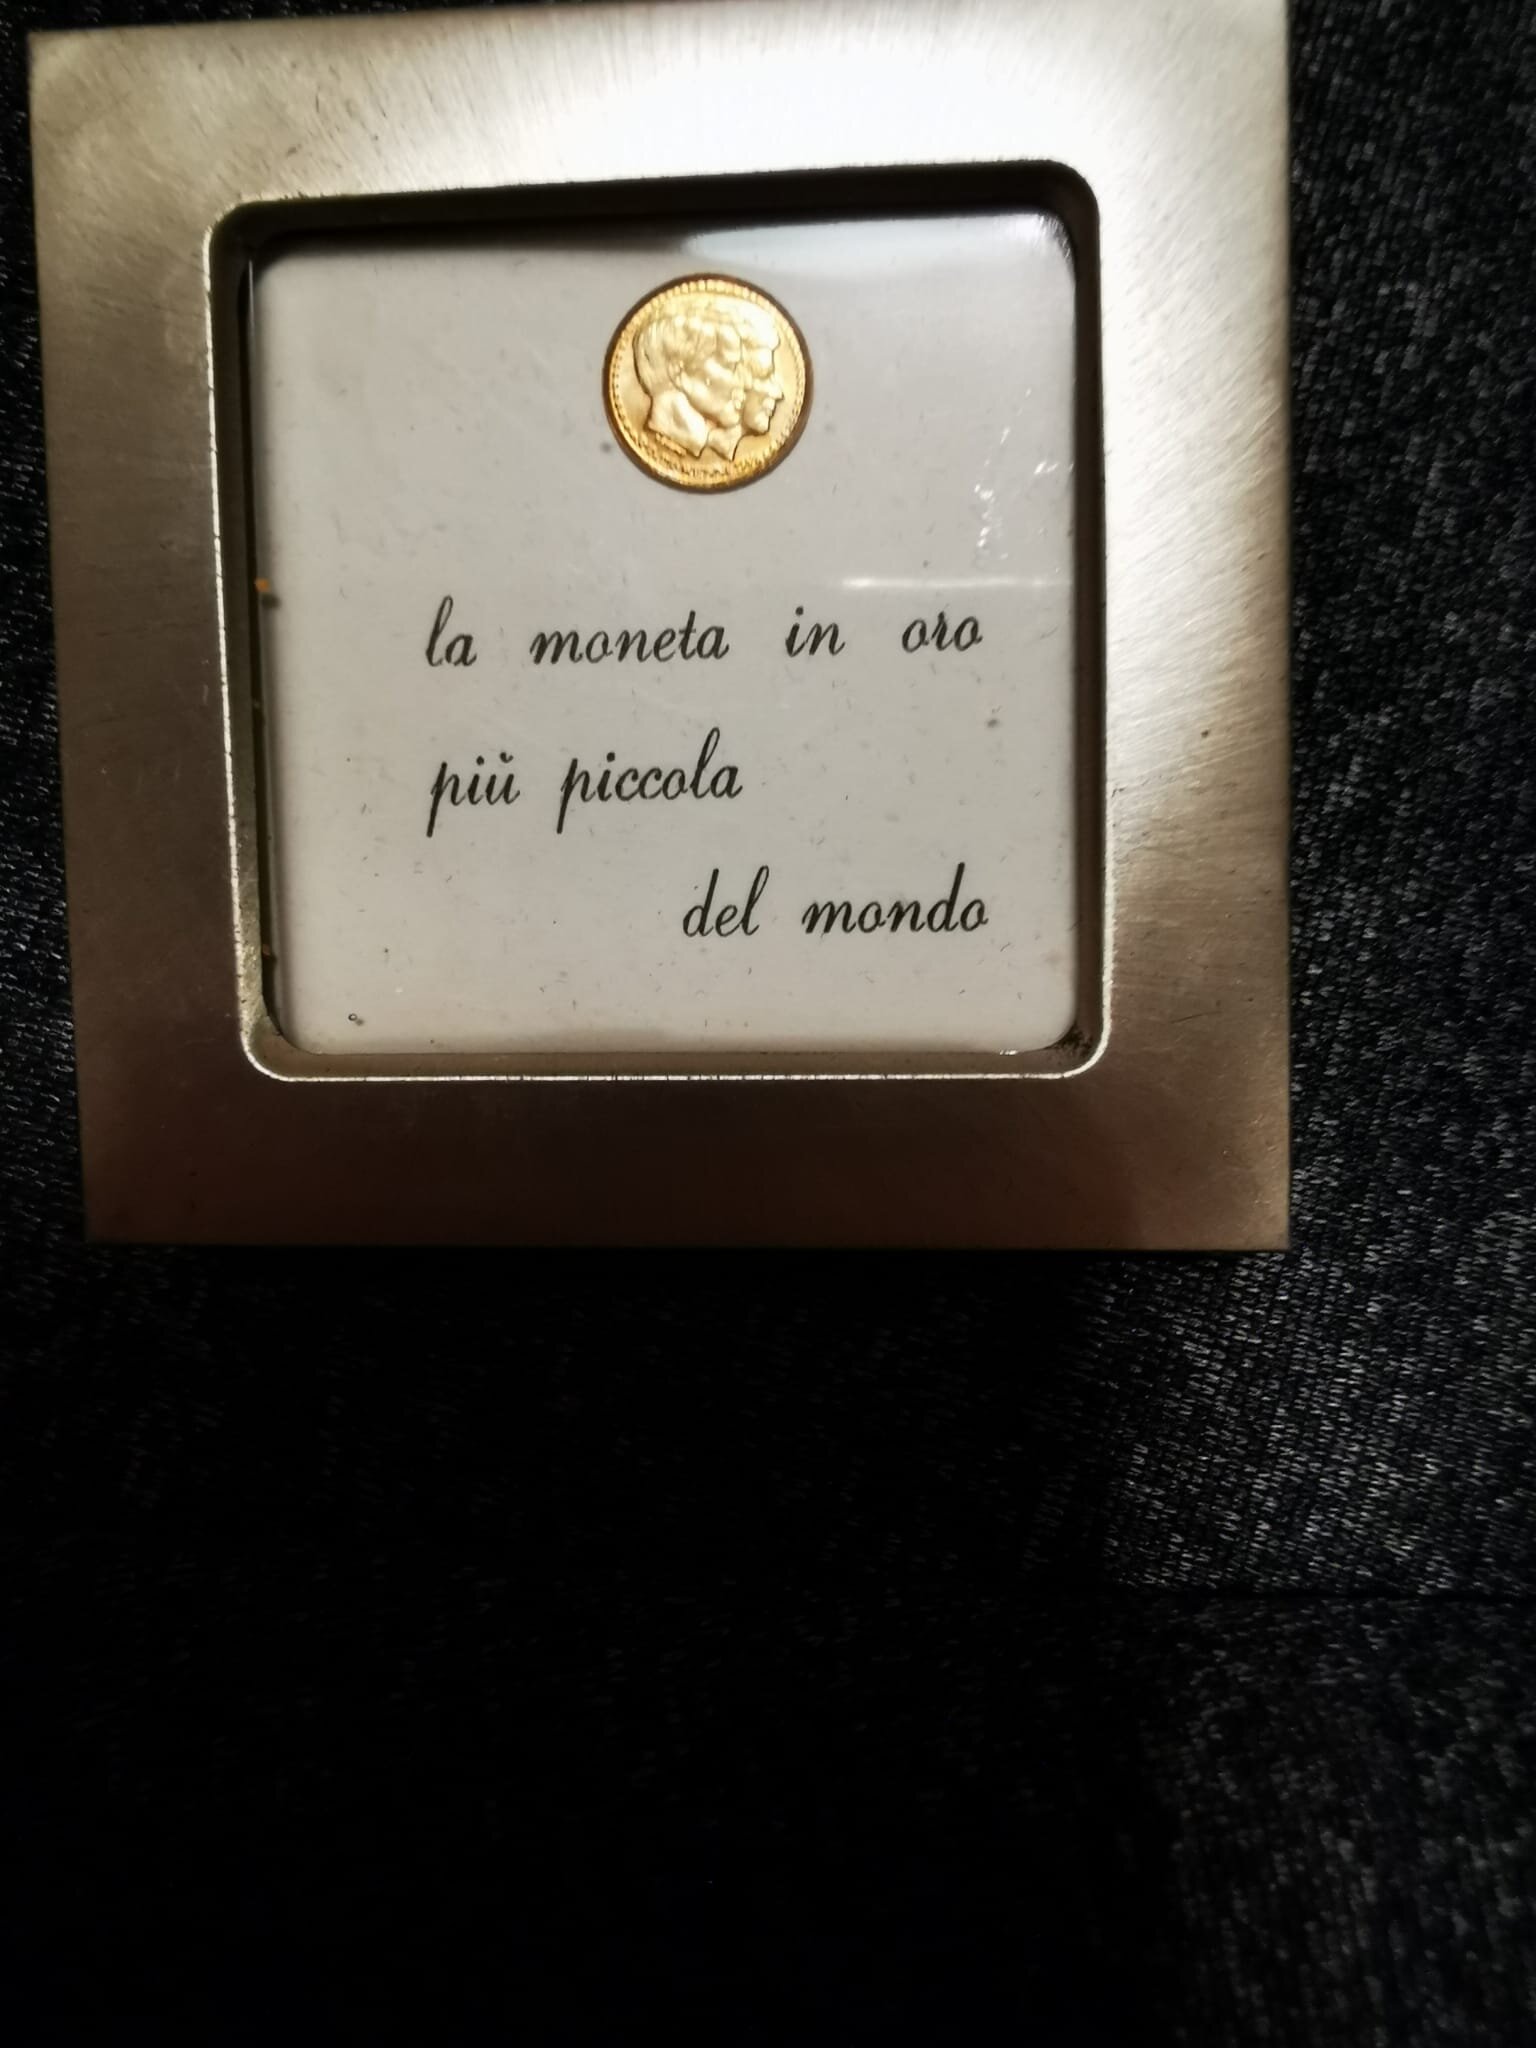 la moneta in oro
più piccola
del mondo